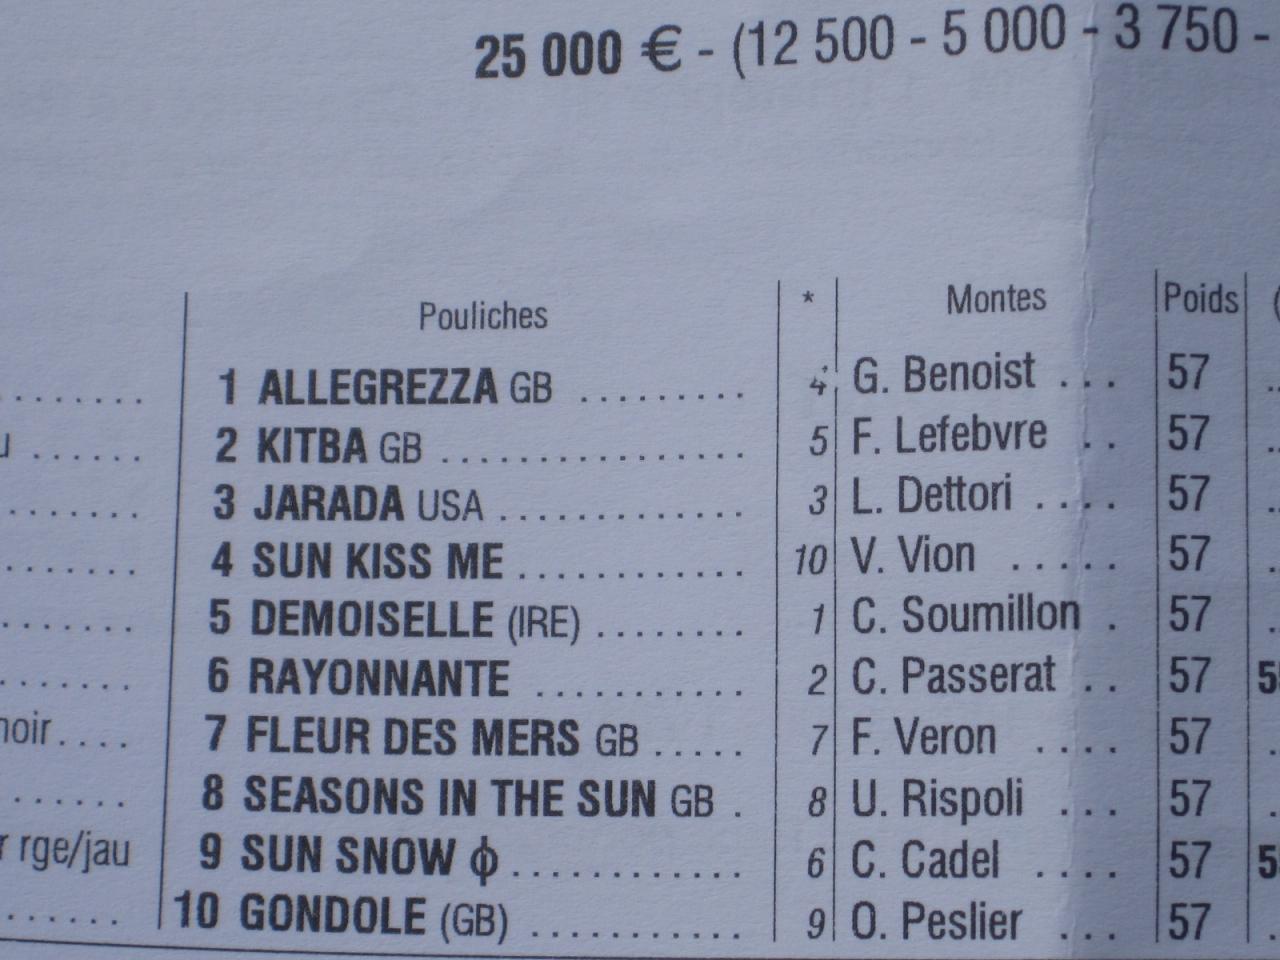 25 000 € - (12 500 - 5 000 - 3 750 -
Pouliches * Montes Poids (
. . . . . . . . 1 ALLEGREZZA GB . . . . . . . . . 4 G. Benoist . . . 57 . .
u . . . . . . 2 KITBA GB . . . . . . . . . . . . . . . . 5 F. Lefebvre . . 57 . .
. . . . . . . 3 JARADA USA . . . . . . . . . . . . . 3 L. Dettori . . . . 57 . .
. . . . . . . 4 SUN KISS ME . . . . . . . . . . . . 10 V. Vion . . . . . 57 .
. . . . . . . 5 DEMOISELLE (IRE) . . . . . . . . 1 C. Soumillon . 57 .
. . . . . . . 6 RAYONNANTE . . . . . . . . . . . 2 C. Passerat . . 57
noir . . . . 7 FLEUR DES MERS GB . . . . . 7 F. Veron . . . . 57 .
. . . . . . 8 SEASONS IN THE SUN GB . 8 U. Rispoli . . . 57 .
r rge/jau 9 SUN SNOW ϕ . . . . . . . . . . . . 6 C. Cadel . . . . 57
. . . . . . 10 GONDOLE (GB) . . . . . . . . . . . 9 O. Peslier . . . 57 .